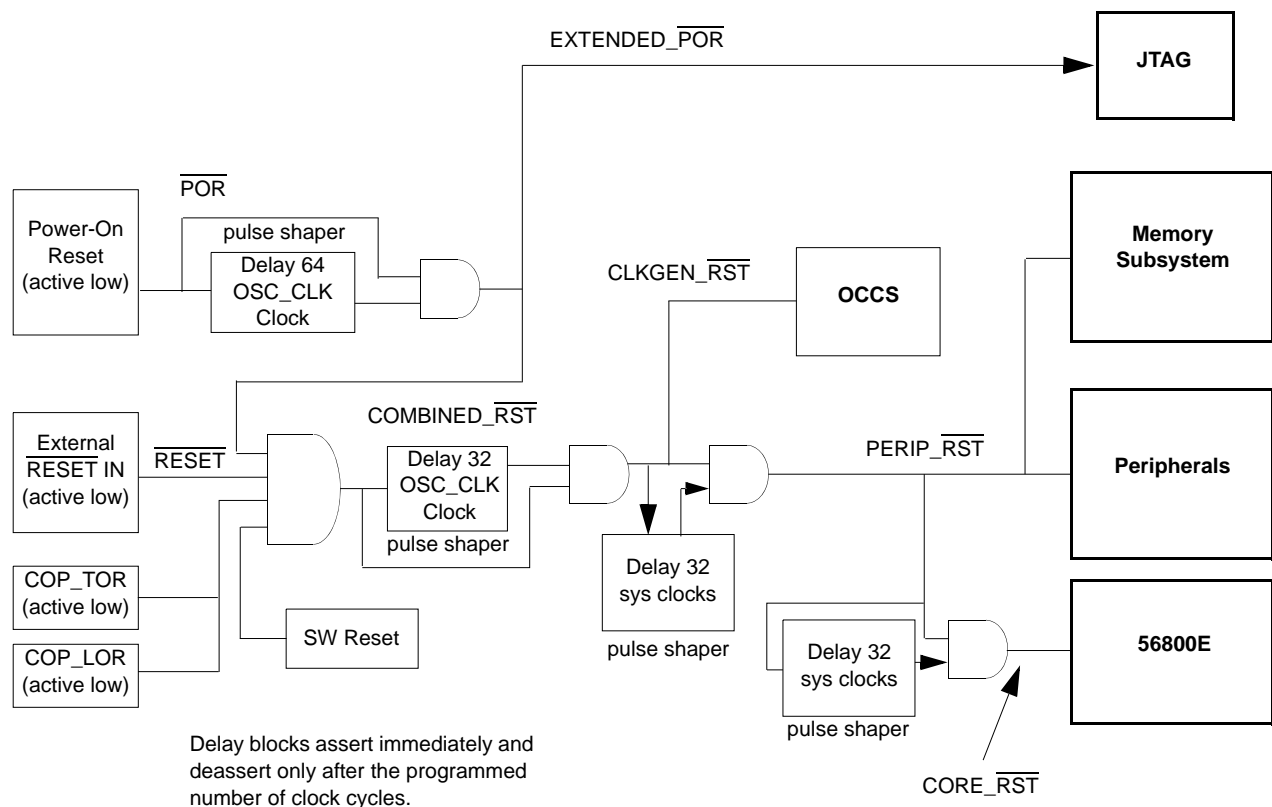 EXTENDED_POR
JTAG
POR
Power-On
Reset
(active low)
pulse shaper
Delay 64
OSC_CLK
Clock
CLKGEN_RST
OCCS
Memory
Subsystem
External
RESET IN
(active low)
RESET
COMBINED_RST
Delay 32
OSC_CLK
Clock
pulse shaper
PERIP_RST
Peripherals
COP_TOR
(active low)
SW Reset
COP_LOR
(active low)
Delay 32
sys clocks
pulse shaper
Delay 32
sys clocks
pulse shaper
56800E
CORE_RST
Delay blocks assert immediately and
deassert only after the programmed
number of clock cycles.